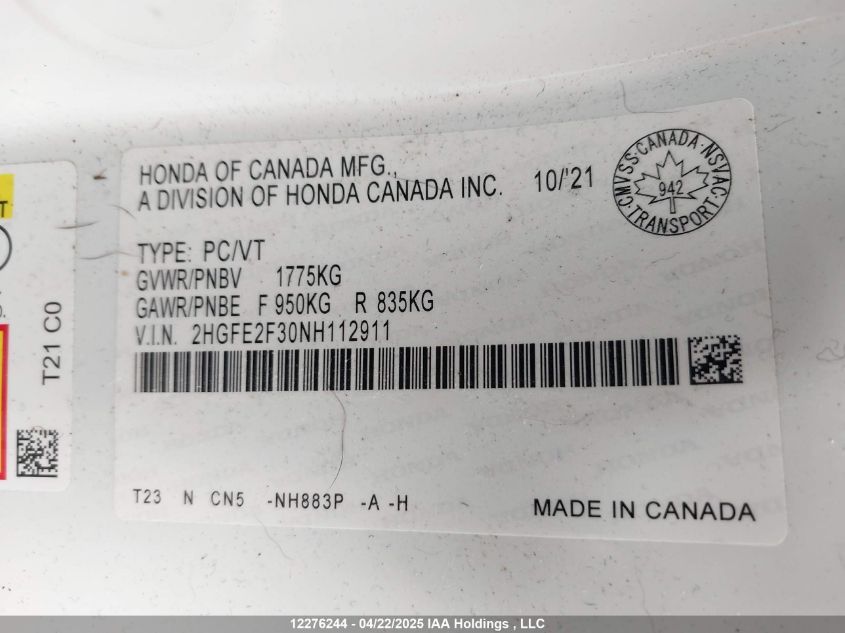 HONDA OF CANADA MFG.,
A DIVISION OF HONDA CANADA INC. 10/'21
CMVSS·CANADA·NSVAC
942
·TRANSPORT·
TYPE: PC/VT
GVWR/PNBV 1775KG
GAWR/PNBE F 950KG R 835KG
V.I.N. 2HGFE2F30NH112911
T23 N CN5 -NH883P -A -H
MADE IN CANADA
T21 C0
12276244 - 04/22/2025 IAA Holdings , LLC